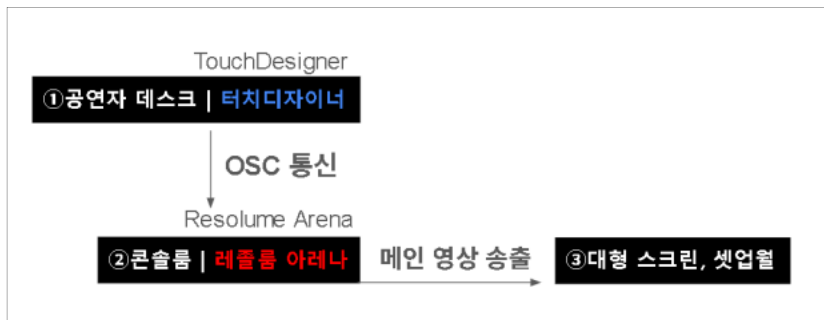 TouchDesigner
①공연자 데스크 | 터치디자이너
OSC 통신
Resolume Arena
②콘솔룸 | 레졸룸 아레나
메인 영상 송출
③대형 스크린, 셋업월